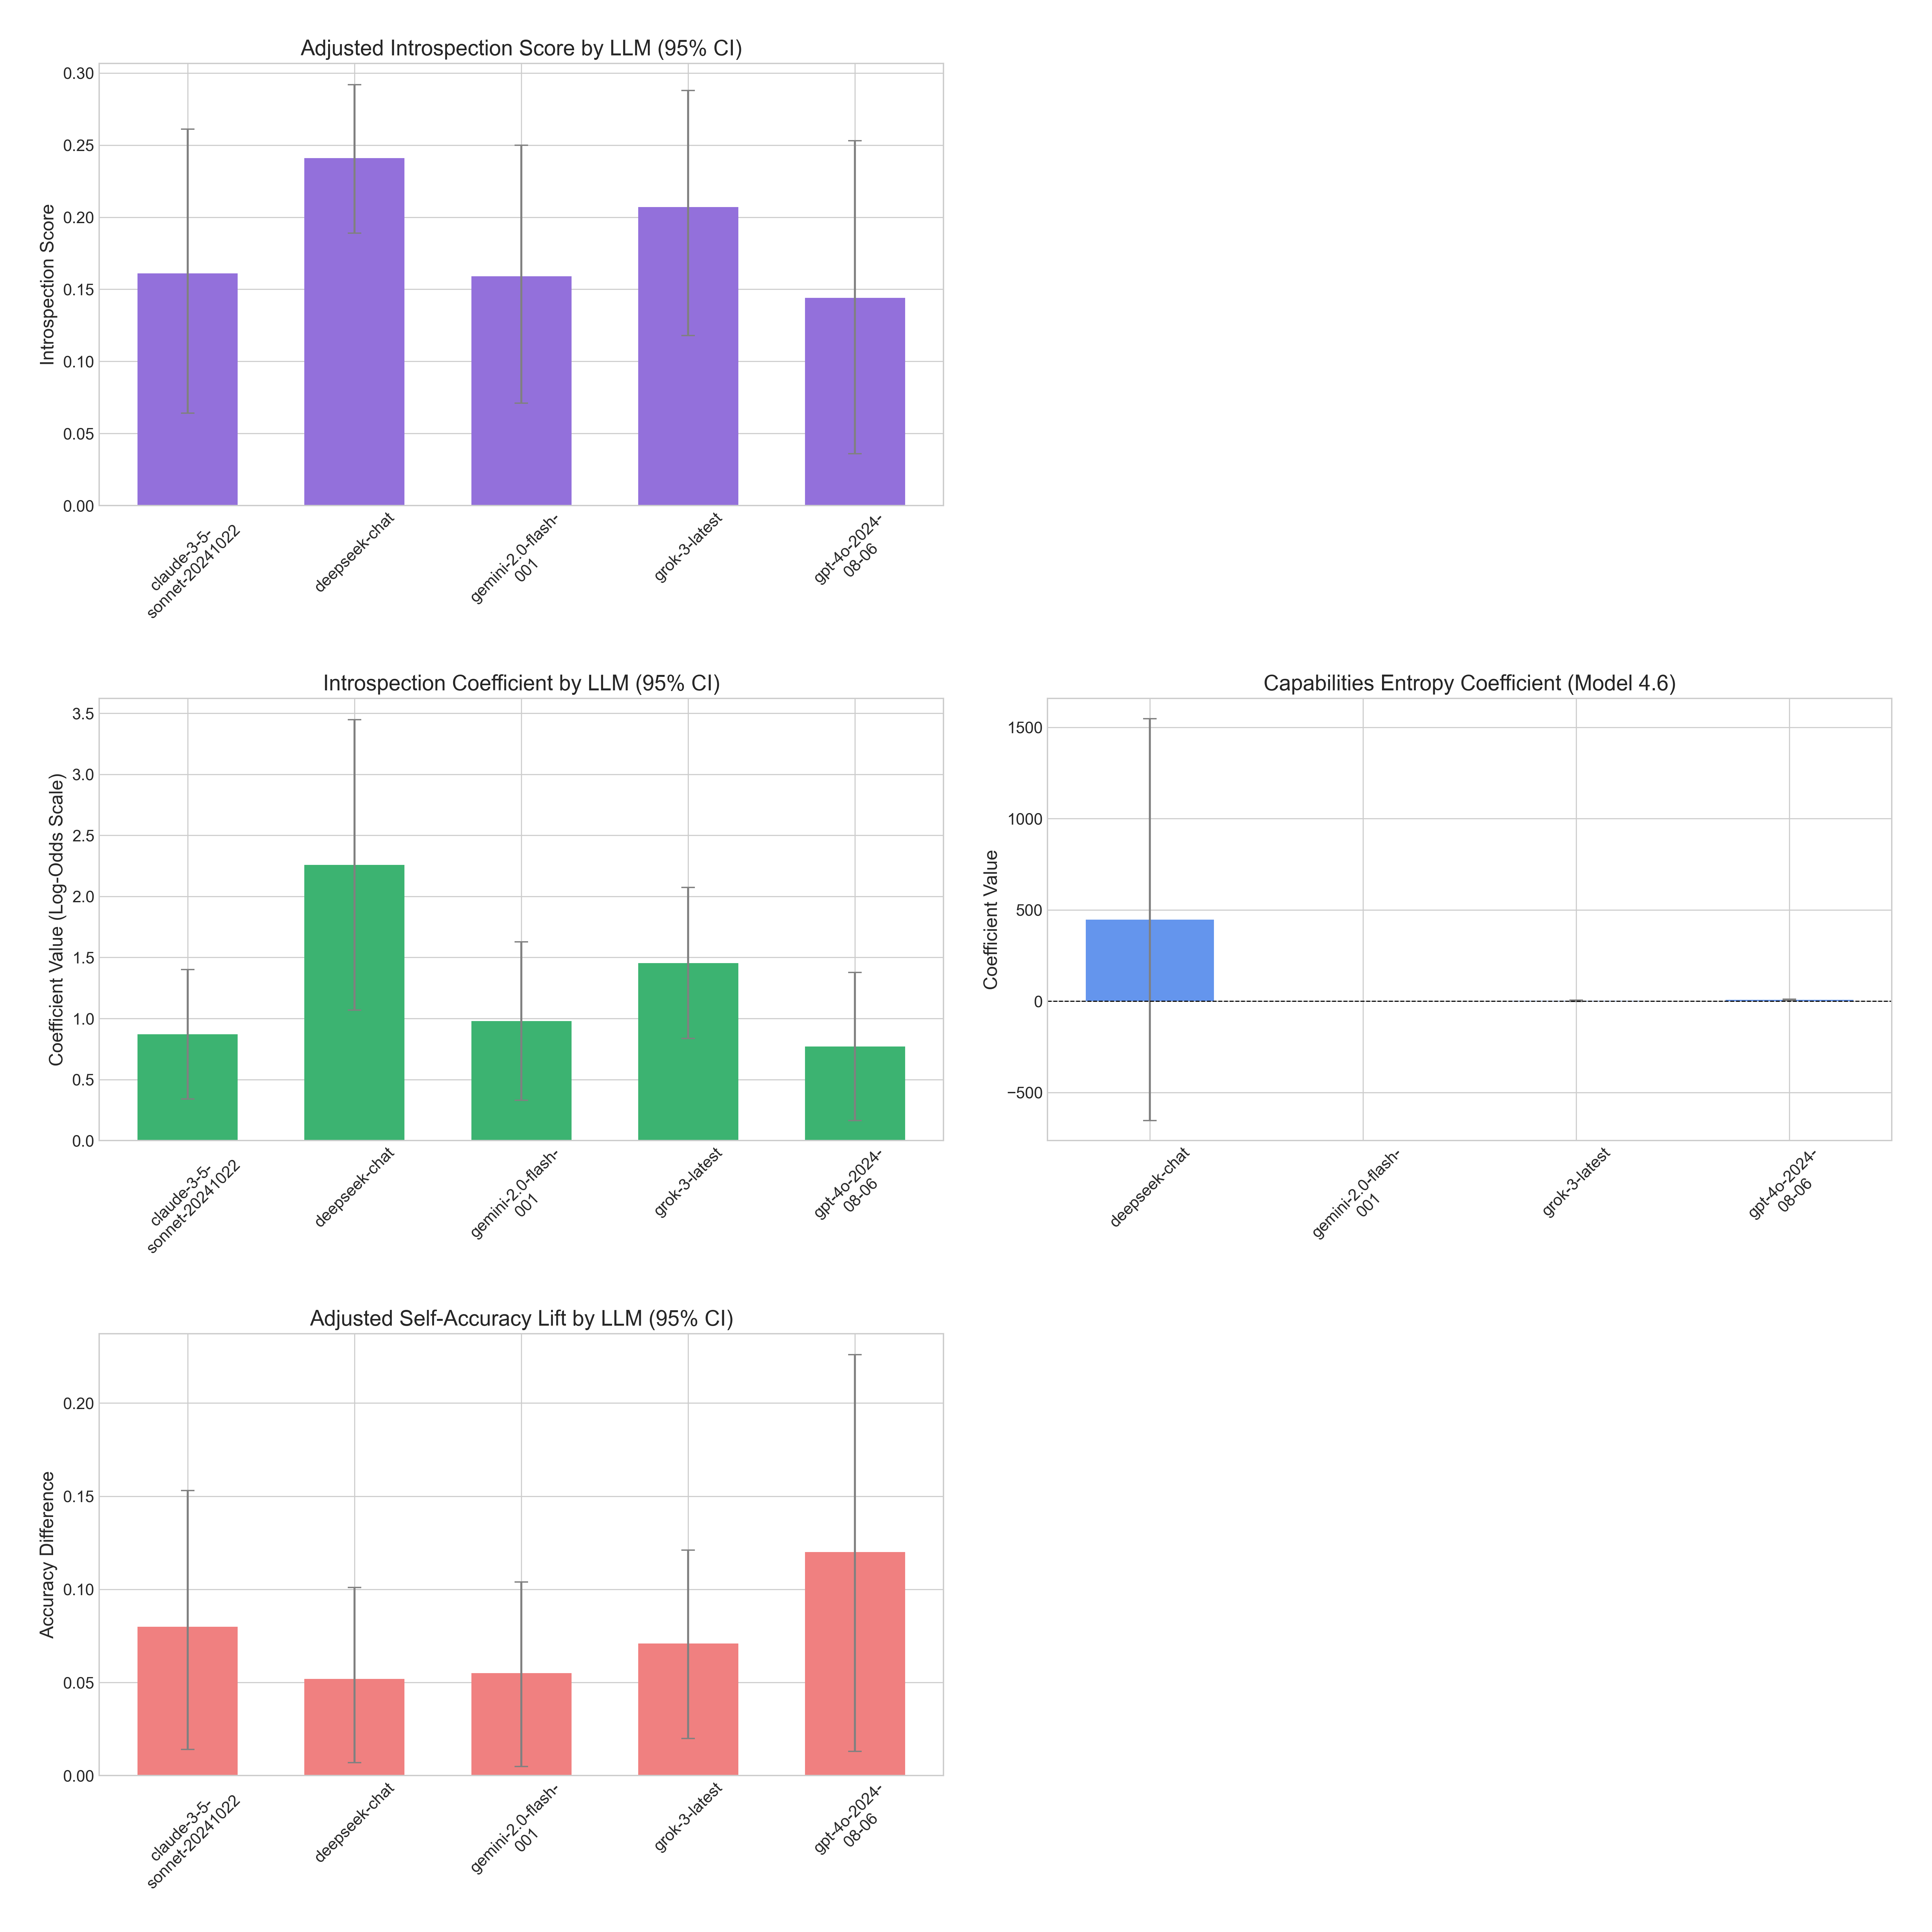 Adjusted Introspection Score by LLM (95% CI)
Introspection Score
0.30
0.25
0.20
0.15
0.10
0.05
0.00
claude-3-5-
sonnet-20241022
deepseek-chat
gemini-2.0-flash-
001
grok-3-latest
gpt-4o-2024-
08-06
Introspection Coefficient by LLM (95% CI)
Coefficient Value (Log-Odds Scale)
3.5
3.0
2.5
2.0
1.5
1.0
0.5
0.0
claude-3-5-
sonnet-20241022
deepseek-chat
gemini-2.0-flash-
001
grok-3-latest
gpt-4o-2024-
08-06
Capabilities Entropy Coefficient (Model 4.6)
Coefficient Value
1500
1000
500
0
−500
deepseek-chat
gemini-2.0-flash-
001
grok-3-latest
gpt-4o-2024-
08-06
Adjusted Self-Accuracy Lift by LLM (95% CI)
Accuracy Difference
0.20
0.15
0.10
0.05
0.00
claude-3-5-
sonnet-20241022
deepseek-chat
gemini-2.0-flash-
001
grok-3-latest
gpt-4o-2024-
08-06